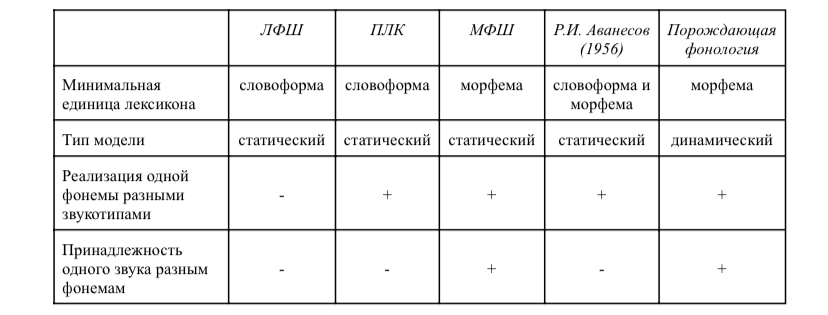 ЛФШ ПЛК МФШ Р.И. Аванесов Порождающая
(1956) фонология
Минимальная словоформа словоформа морфема словоформа и морфема
единица лексикона морфема
Тип модели статический статический статический статический динамический
Реализация одной
фонемы разными - + + + +
звукотипами
Принадлежность
одного звука разным - - + - +
фонемам